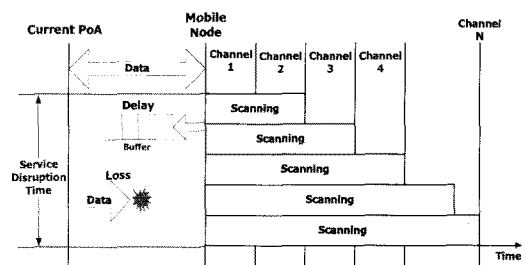 Current PoA
Mobile
Node
Channel
N
Data
Channel
1
Channel
2
Channel
3
Channel
4
Delay
Buffer
Scanning
Scanning
Scanning
Scanning
Scanning
Service
Disruption
Time
Loss
Data
Time